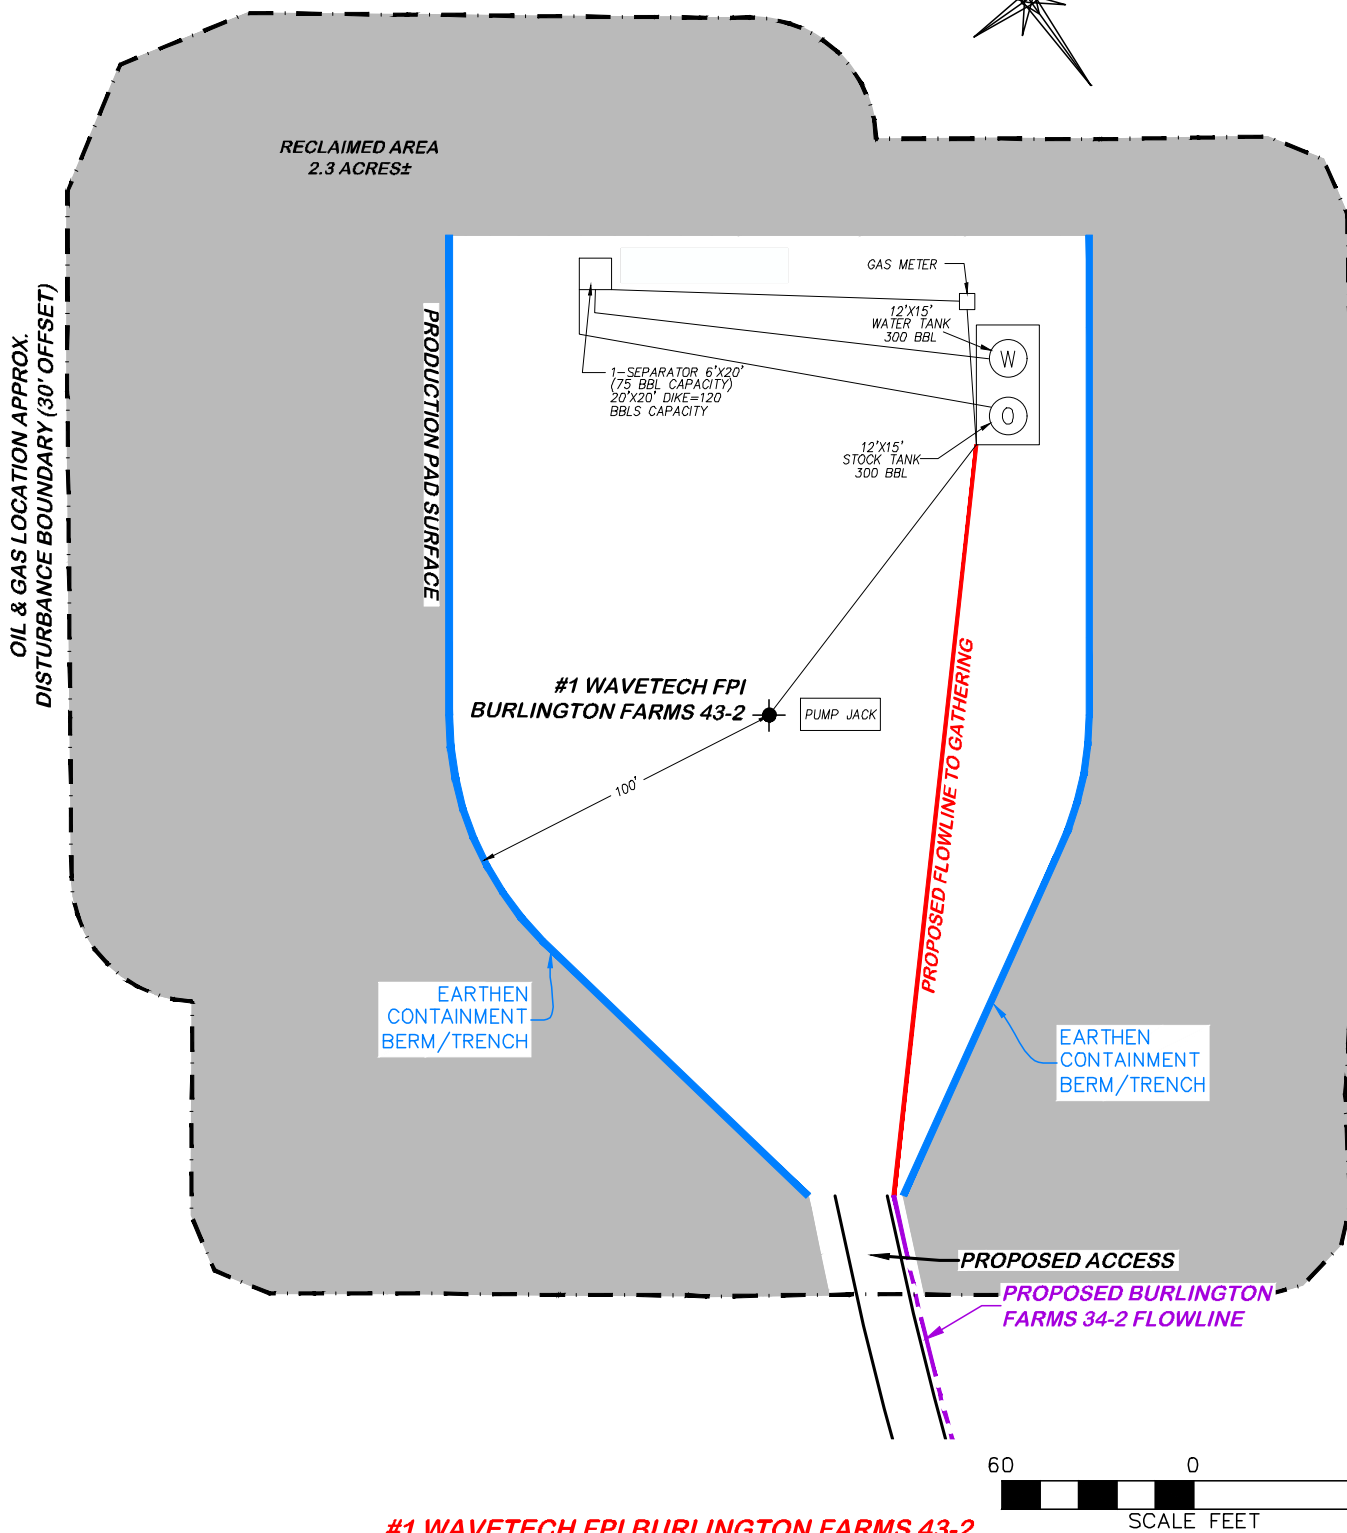 RECLAIMED AREA
2.3 ACRES±
OIL & GAS LOCATION APPROX.
DISTURBANCE BOUNDARY (30' OFFSET)
PRODUCTION PAD SURFACE
GAS METER
12'X15'
WATER TANK
300 BBL
W
1-SEPARATOR 6'X20'
(75 BBL CAPACITY)
20'X20' DIKE=120
BBLS CAPACITY
O
12'X15'
STOCK TANK
300 BBL
#1 WAVETECH FPI
BURLINGTON FARMS 43-2
PUMP JACK
100'
PROPOSED FLOWLINE TO GATHERING
EARTHEN
CONTAINMENT
BERM/TRENCH
EARTHEN
CONTAINMENT
BERM/TRENCH
PROPOSED ACCESS
PROPOSED BURLINGTON
FARMS 34-2 FLOWLINE
60 0
SCALE FEET
#1 WAVETECH FPI BURLINGTON FARMS 43-2